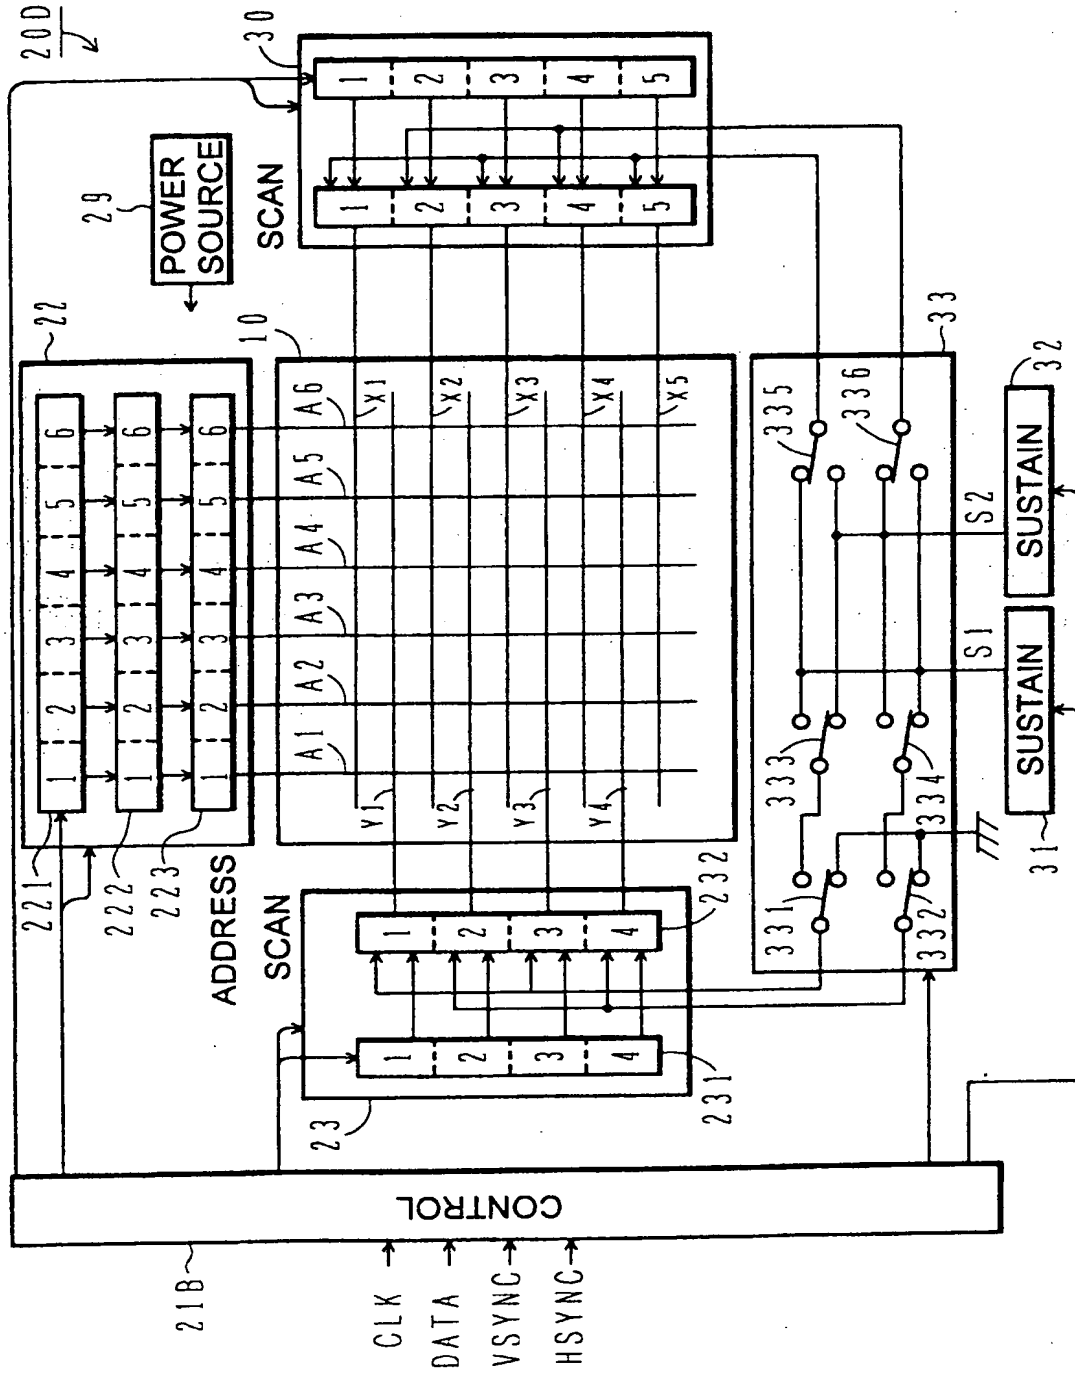 20D
29
POWER
SOURCE
22
221
1 2 3 4 5 6
222
1 2 3 4 5 6
223
1 2 3 4 5 6
ADDRESS
10
A1 A2 A3 A4 A5 A6
X1
Y1
X2
Y2
X3
Y3
X4
Y4
X5
SCAN
30
1 2 3 4 5
1 2 3 4 5
SCAN
23
231
1 2 3 4
232
1 2 3 4
33
331
332
333
334
335
336
S1
S2
31
SUSTAIN
32
SUSTAIN
21B
CONTROL
CLK
DATA
VSYNC
HSYNC